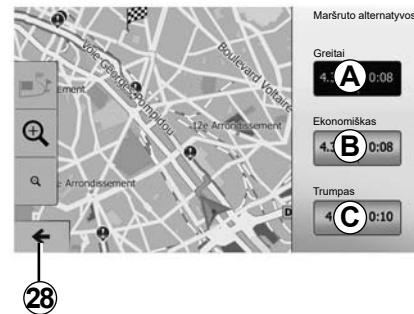 Maršruto alternatyvos
Greitai
A
0:08
Ekonomiškas
B
0:08
Trumpas
C
0:10
Voie Georges-Pompidou
Boulevard Voltaire
12e Arrondissement
ement
e Arrondissement
D
28